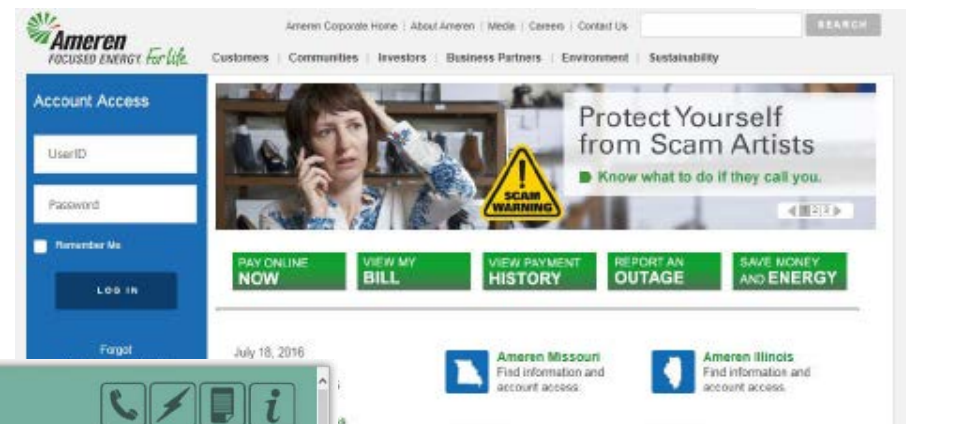 Ameren
FOCUSED ENERGY. For life.
Ameren Corporate Home | About Ameren | Media | Careers | Contact Us
SEARCH
Customers | Communities | Investors | Business Partners | Environment | Sustainability
Account Access
UserID
Password
Remember Me
LOG IN
Forgot
Protect Yourself
from Scam Artists
Know what to do if they call you.
SCAM
WARNING
1 2 3
PAY ONLINE
NOW
VIEW MY
BILL
VIEW PAYMENT
HISTORY
REPORT AN
OUTAGE
SAVE MONEY
AND ENERGY
July 18, 2016
Ameren Missouri
Find information and
account access.
Ameren Illinois
Find information and
account access.